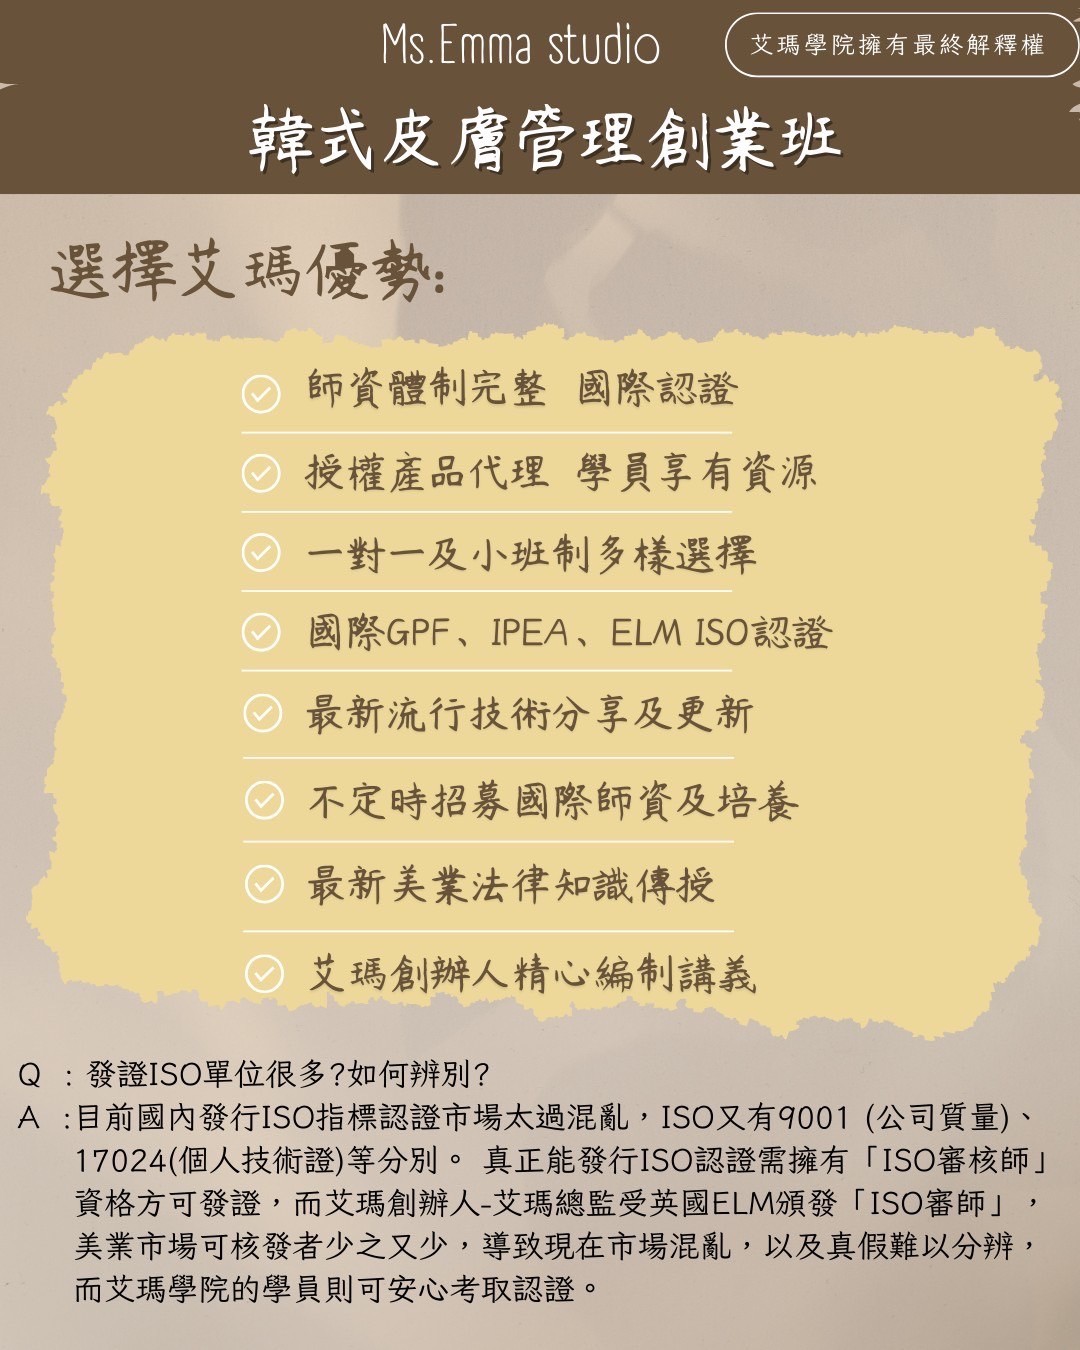 Ms.Emma studio
艾瑪學院擁有最終解釋權
韓式皮膚管理創業班
選擇艾瑪優勢:
師資體制完整 國際認證
授權產品代理 學員享有資源
一對一及小班制多樣選擇
國際GPF、IPEA、ELM ISO認證
最新流行技術分享及更新
不定時招募國際師資及培養
最新美業法律知識傳授
艾瑪創辦人精心編制講義
Q : 發證ISO單位很多?如何辨別?
A :目前國內發行ISO指標認證市場太過混亂，ISO又有9001 (公司質量)、
17024(個人技術證)等分別。 真正能發行ISO認證需擁有「ISO審核師」
資格方可發證，而艾瑪創辦人-艾瑪總監受英國ELM頒發「ISO審師」，
美業市場可核發者少之又少，導致現在市場混亂，以及真假難以分辨，
而艾瑪學院的學員則可安心考取認證。